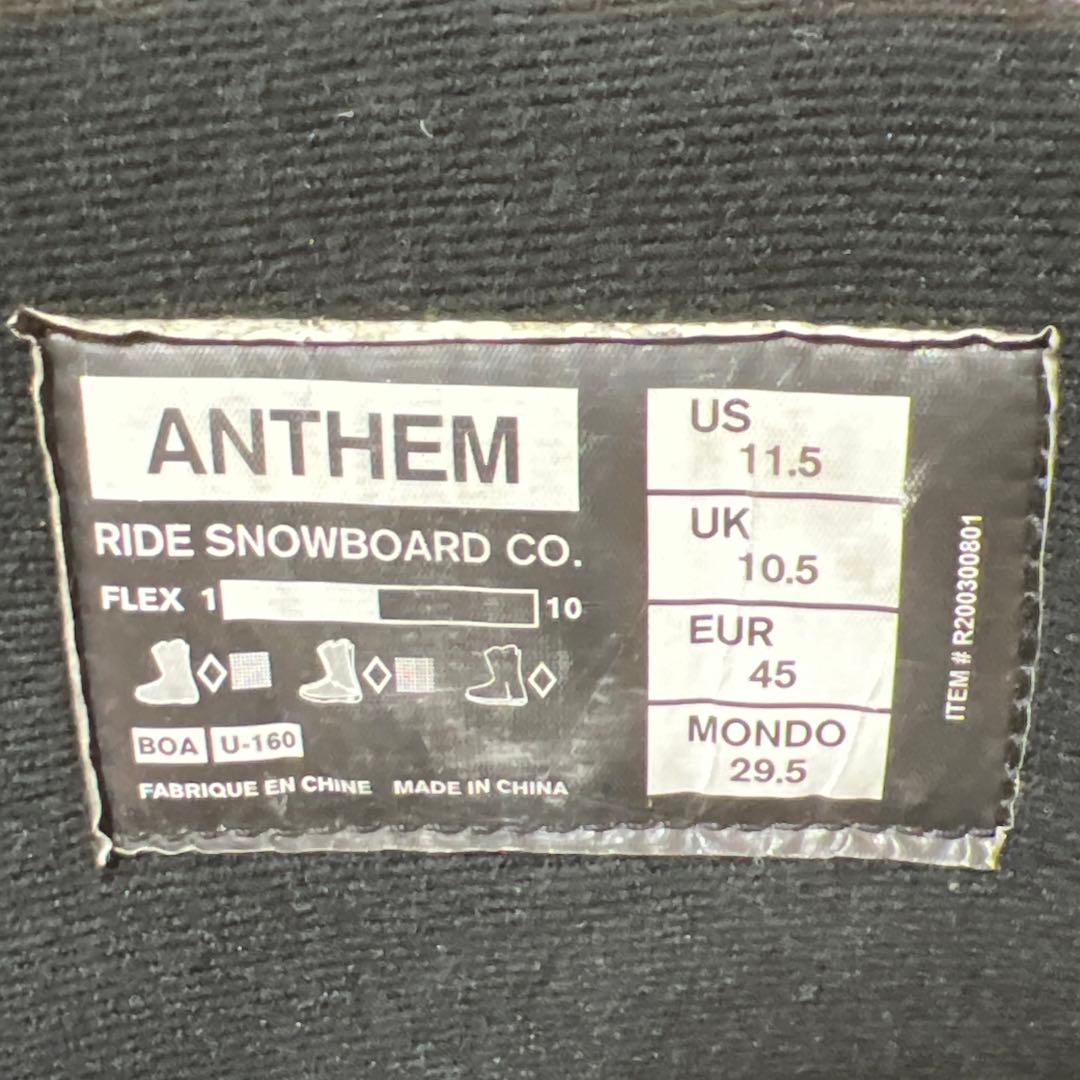 ANTHEM
RIDE SNOWBOARD CO.
FLEX 1 10
BOA U-160
FABRIQUE EN CHINE MADE IN CHINA
US
11.5
UK
10.5
EUR
45
MONDO
29.5
ITEM # R200300801